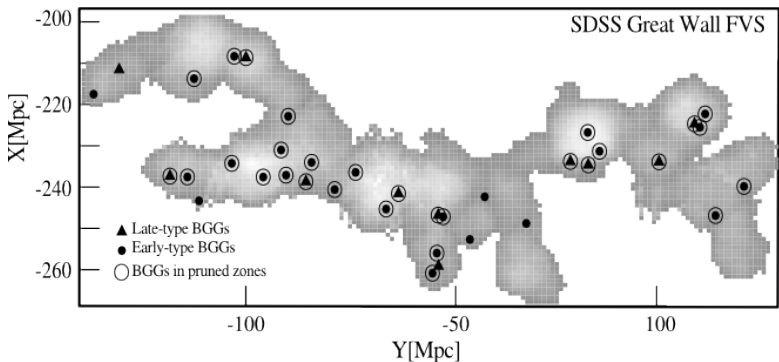 SDSS Great Wall FVS
X[Mpc]
-200
-220
-240
-260
Late-type BGGs
Early-type BGGs
BGGs in pruned zones
-100
-50
100
Y[Mpc]